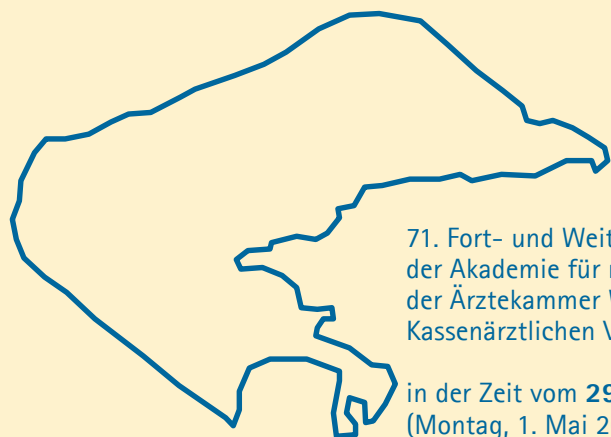 71. Fort- und Weit
der Akademie für
der Ärztekammer
Kassenärztlichen
in der Zeit vom 29
(Montag, 1. Mai 2